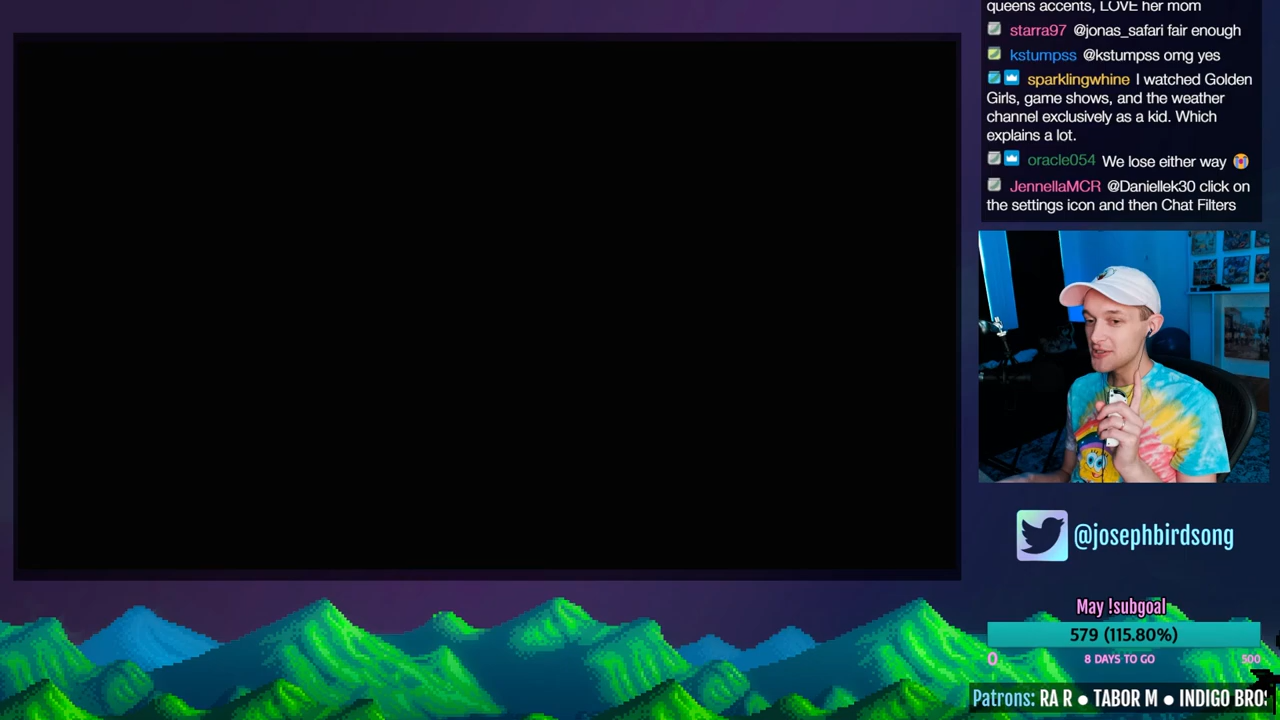 queens accents, LOVE her mom
starra97 @jonas_safari fair enough
kstumpss @kstumpss omg yes
sparklingwhine I watched Golden
Girls, game shows, and the weather
channel exclusively as a kid. Which
explains a lot.
oracle054 We lose either way 😭
JennellaMCR @Daniellek30 click on
the settings icon and then Chat Filters
@josephbirdsong
May !subgoal
579 (115.80%)
0 8 DAYS TO GO 500
Patrons: RA R ● TABOR M ● INDIGO BRO